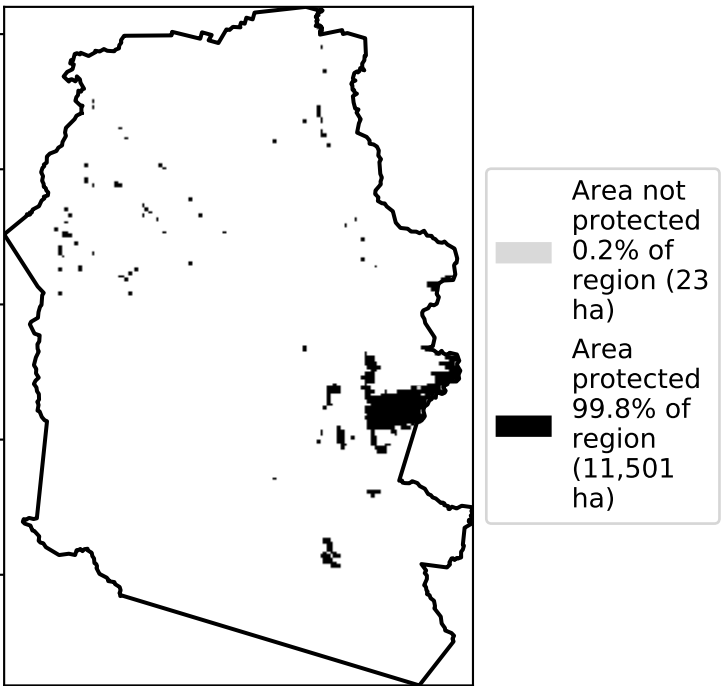 Area not
protected
0.2% of
region (23
ha)
Area
protected
99.8% of
region
(11,501
ha)